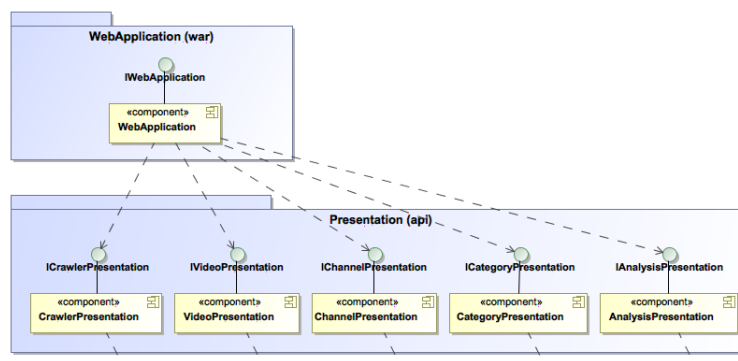 WebApplication (war)
IWebApplication
«component»
WebApplication
Presentation (api)
ICrawlerPresentation
IVideoPresentation
IChannelPresentation
ICategoryPresentation
IAnalysisPresentation
«component»
CrawlerPresentation
«component»
VideoPresentation
«component»
ChannelPresentation
«component»
CategoryPresentation
«component»
AnalysisPresentation